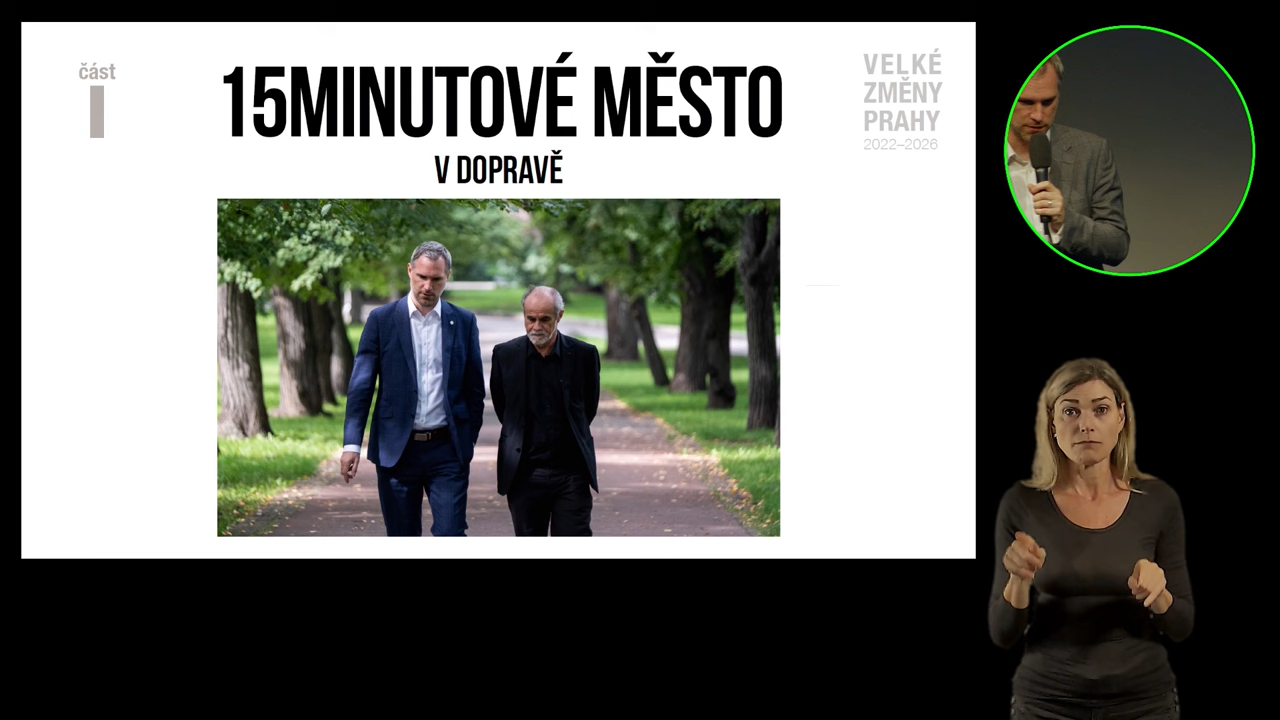 část
I
15MINUTOVÉ MĚSTO
V DOPRAVĚ
VELKÉ
ZMĚNY
PRAHY
2022–2026